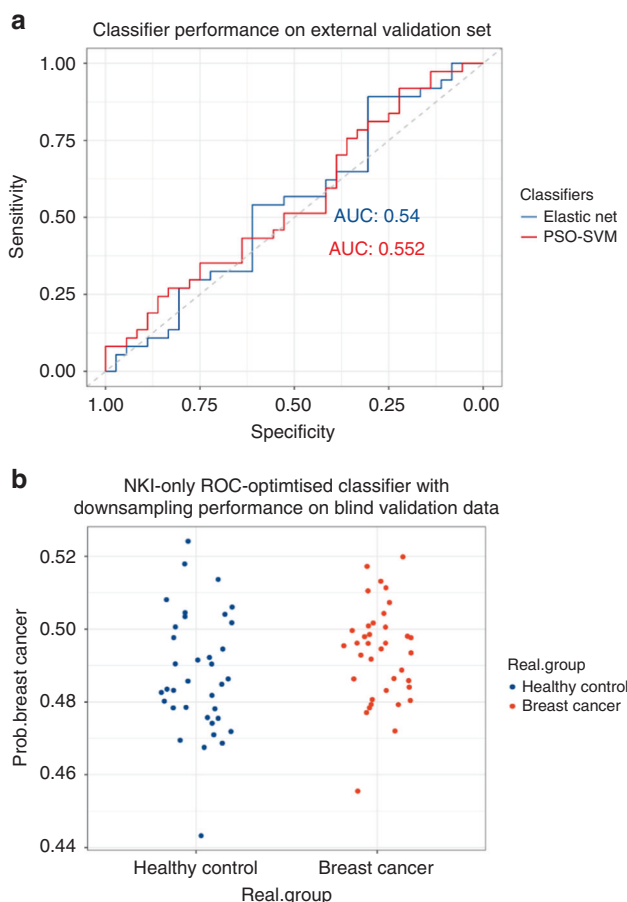 a
Classifier performance on external validation set
1.00
0.75
0.50
0.25
0.00
Sensitivity
AUC: 0.54
AUC: 0.552
1.00 0.75 0.50 0.25 0.00
Specificity
Classifiers
Elastic net
PSO-SVM
b
NKI-only ROC-optimtised classifier with
downsampling performance on blind validation data
0.52
0.50
0.48
0.46
0.44
Prob.breast cancer
Healthy control Breast cancer
Real.group
Real.group
Healthy control
Breast cancer